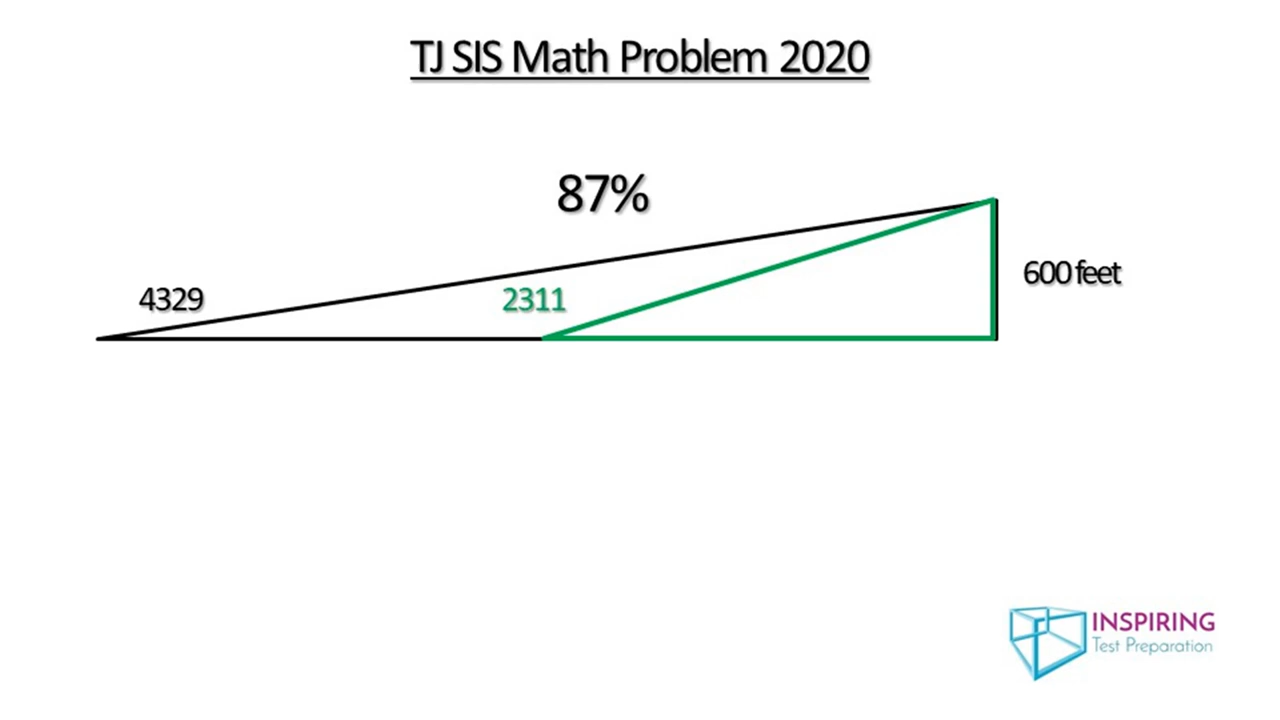 TJ SIS Math Problem 2020
87%
4329
2311
600 feet
INSPIRING
Test Preparation